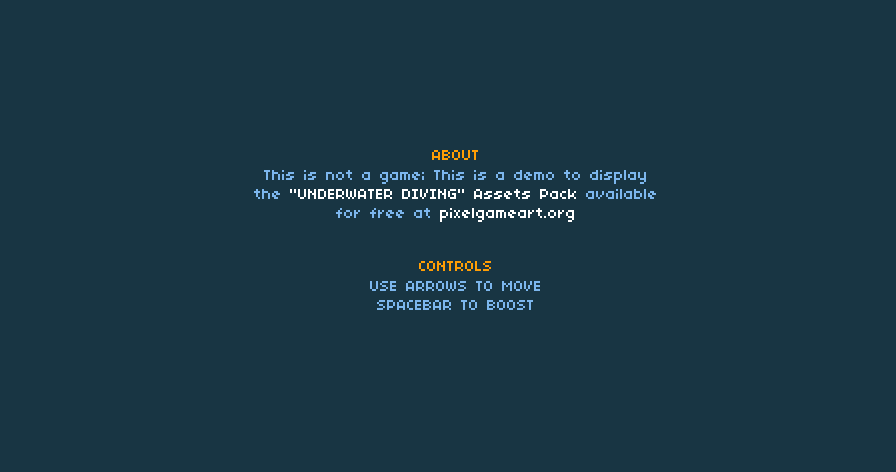 ABOUT
This is not a game; This is a demo to display
the "UNDERWATER DIVING" Assets Pack available
for free at pixelgameart.org
CONTROLS
USE ARROWS TO MOVE
SPACEBAR TO BOOST